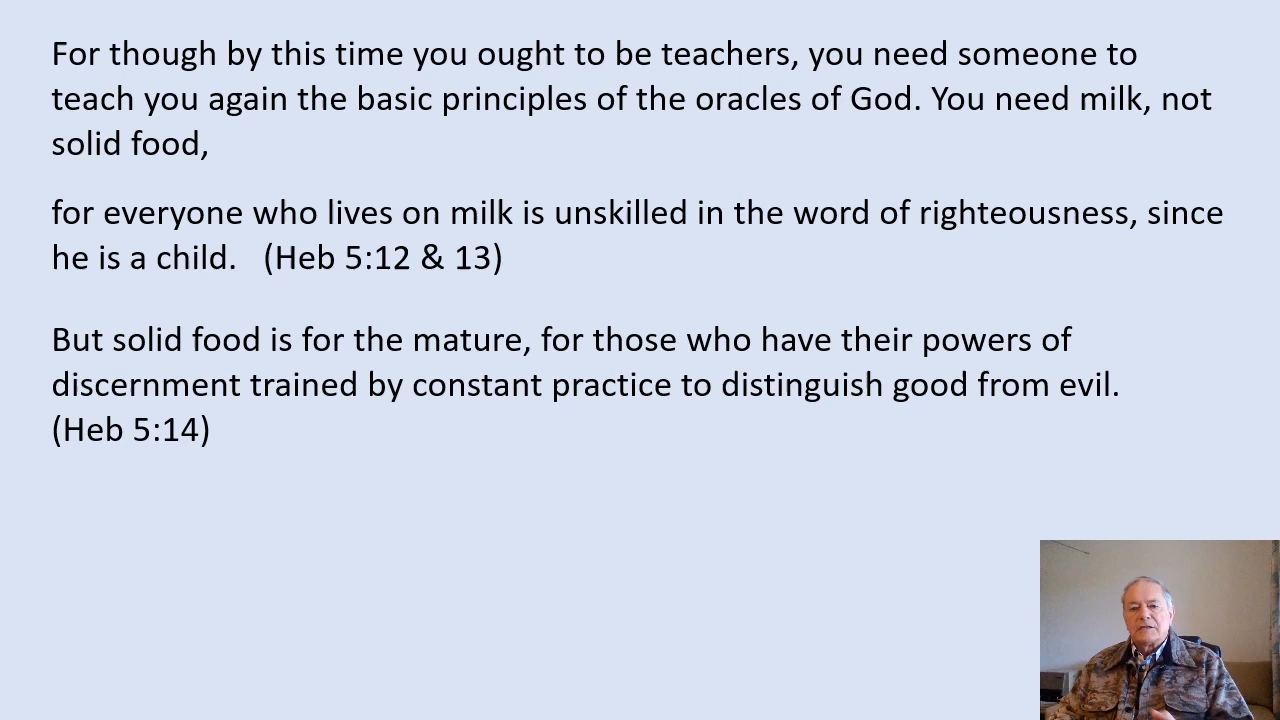 For though by this time you ought to be teachers, you need someone to
teach you again the basic principles of the oracles of God. You need milk, not
solid food,
for everyone who lives on milk is unskilled in the word of righteousness, since
he is a child.   (Heb 5:12 & 13)
But solid food is for the mature, for those who have their powers of
discernment trained by constant practice to distinguish good from evil.
(Heb 5:14)